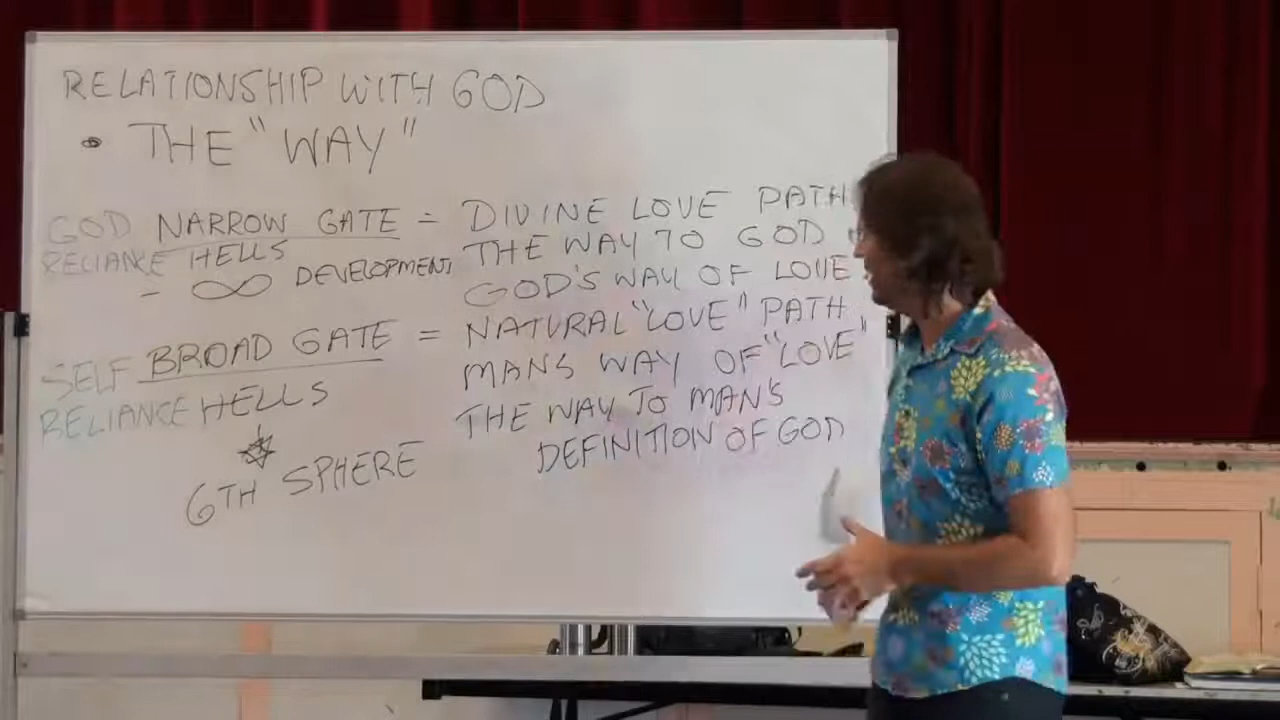 RELATIONSHIP WITH GOD
• THE "WAY"
GOD NARROW GATE = DIVINE LOVE PATH
RELIANCE HELLS THE WAY TO GOD
- ∞ DEVELOPMENT GOD'S WAY OF LOVE
SELF BROAD GATE = NATURAL "LOVE" PATH
RELIANCE HELLS MANS WAY OF "LOVE"
THE WAY TO MAN'S
6TH SPHERE DEFINITION OF GOD